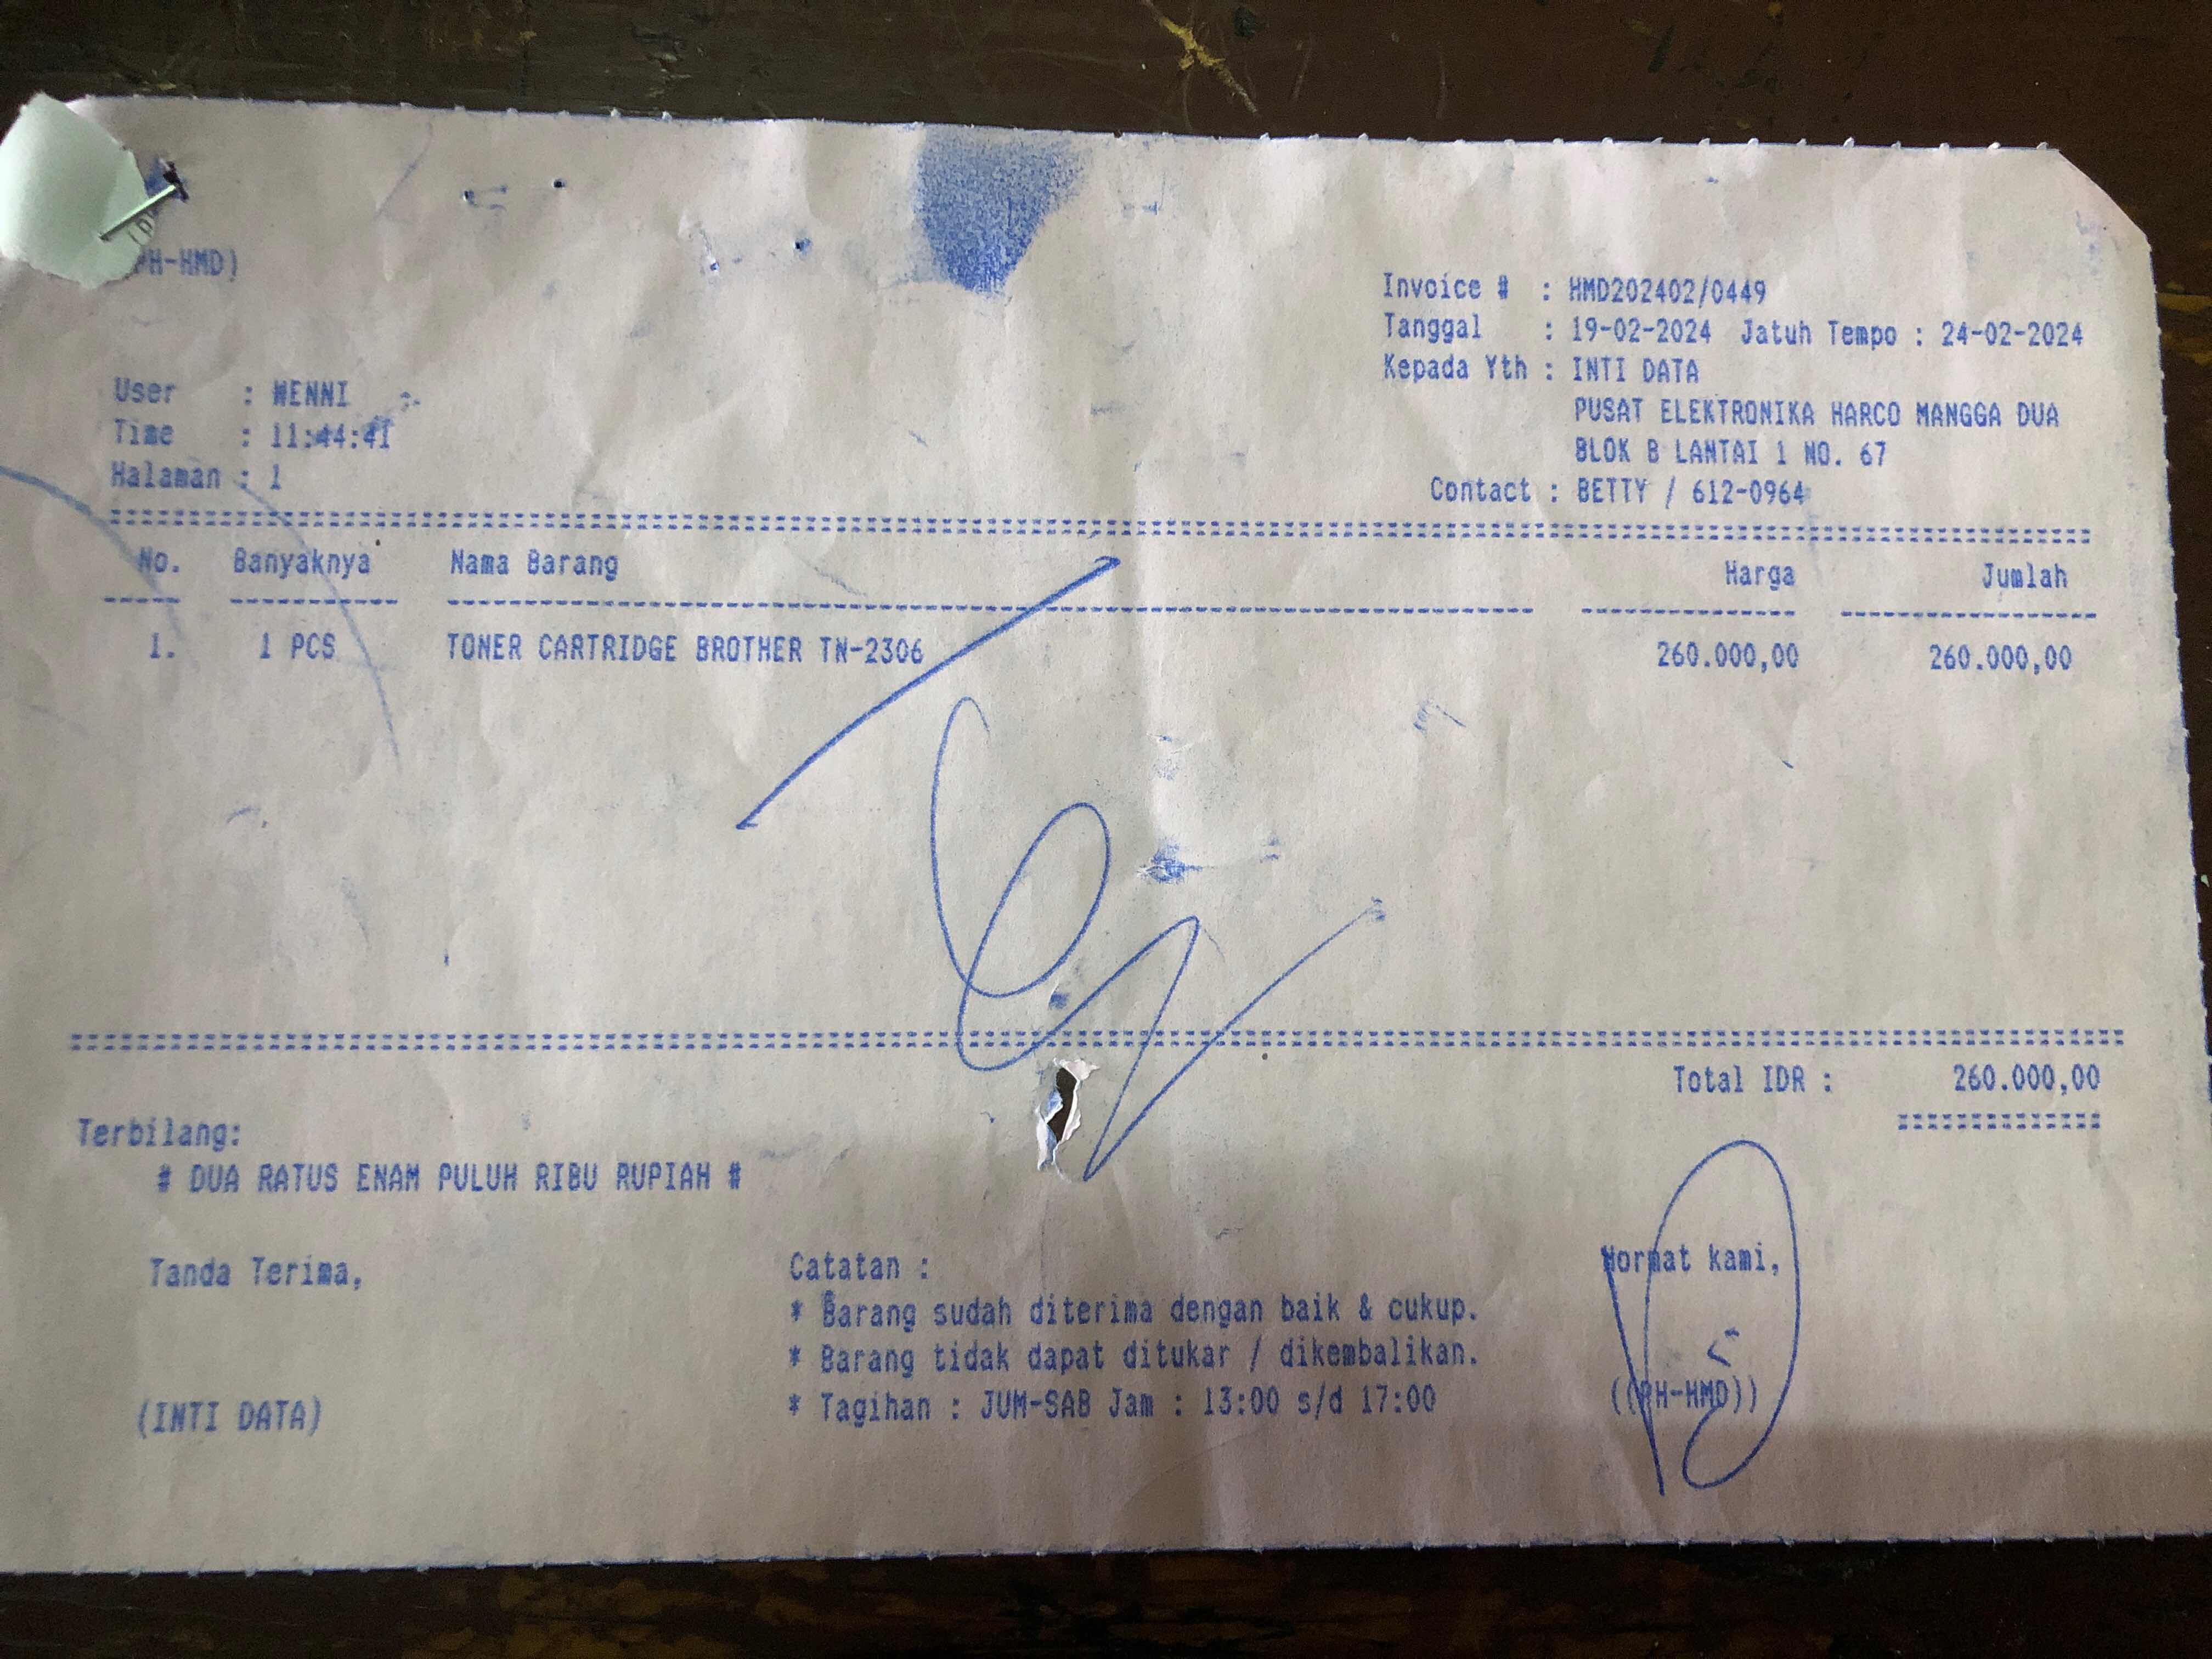 PH-HMD)
Invoice # : HMD202402/0449
Tanggal : 19-02-2024 Jatuh Tempo : 24-02-2024
Kepada Yth : INTI DATA
PUSAT ELEKTRONIKA HARCO MANGGA DUA
BLOK B LANTAI 1 NO. 67
Contact : BETTY / 612-0964
User : WENNI
Time : 11:44:41
Halaman : 1
No. Banyaknya Nama Barang Harga Jumlah
1. 1 PCS TONER CARTRIDGE BROTHER TN-2306 260.000,00 260.000,00
Total IDR : 260.000,00
Terbilang:
# DUA RATUS ENAM PULUH RIBU RUPIAH #
Tanda Terima,
(INTI DATA)
Catatan :
* Barang sudah diterima dengan baik & cukup.
* Barang tidak dapat ditukar / dikembalikan.
* Tagihan : JUM-SAB Jam : 13:00 s/d 17:00
Hormat kami,
((PH-HMD))